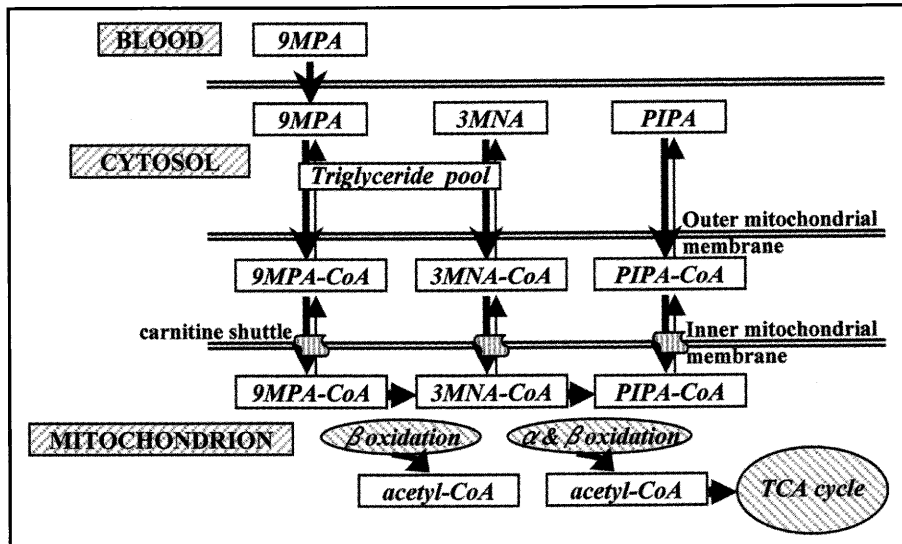 BLOOD 9MPA
9MPA 3MNA PIPA
CYTOSOL
Triglyceride pool
Outer mitochondrial
membrane
9MPA-CoA 3MNA-CoA PIPA-CoA
carnitine shuttle
Inner mitochondrial
membrane
9MPA-CoA 3MNA-CoA PIPA-CoA
MITOCHONDRION β oxidation α & β oxidation
acetyl-CoA acetyl-CoA TCA cycle